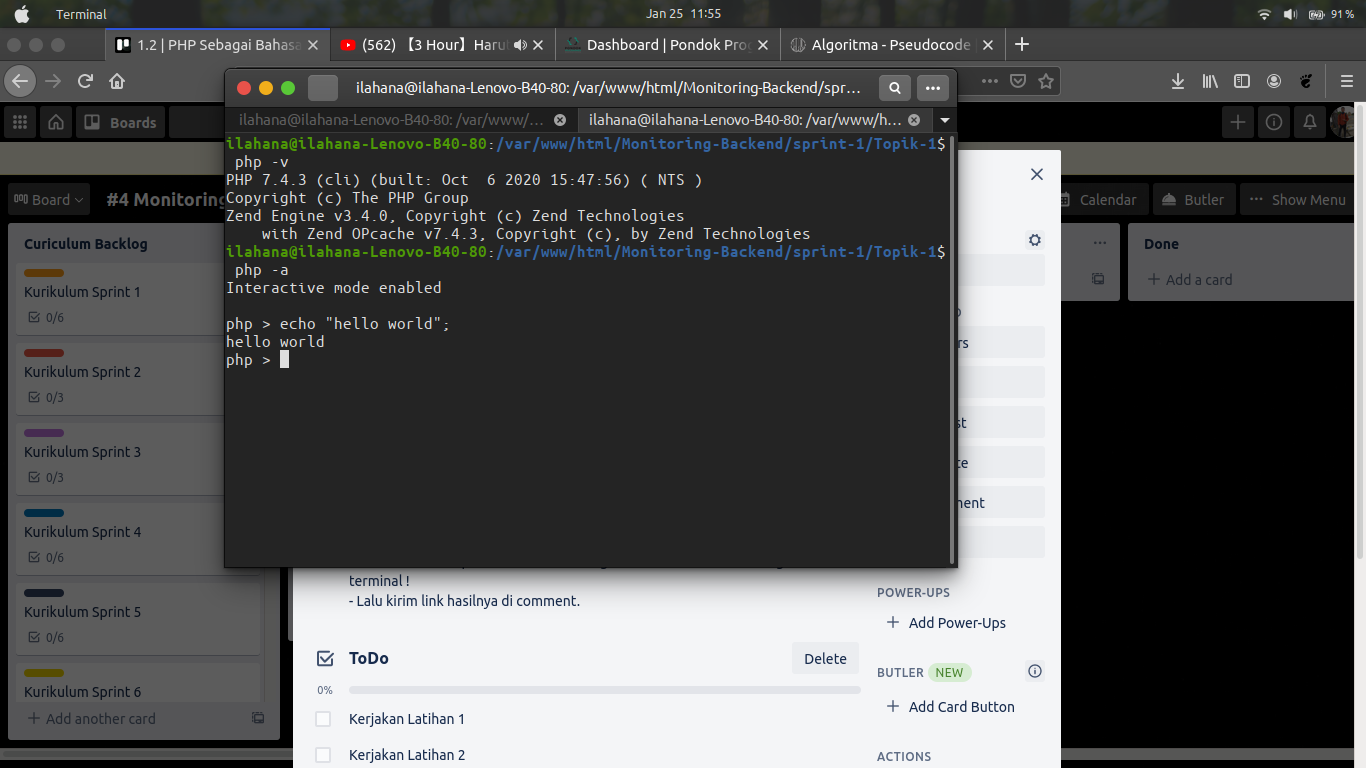 Terminal
Jan 25 11:55
91 %
1.2 | PHP Sebagai Bahasa
(562) 【3 Hour】Haru
Dashboard | Pondok Pro
Algoritma - Pseudocode
ilahana@ilahana-Lenovo-B40-80: /var/www/html/Monitoring-Backend/spr...
ilahana@ilahana-Lenovo-B40-80: /var/www/...
ilahana@ilahana-Lenovo-B40-80: /var/www/h...
Boards
ilahana@ilahana-Lenovo-B40-80:/var/www/html/Monitoring-Backend/sprint-1/Topik-1$
php -v
PHP 7.4.3 (cli) (built: Oct  6 2020 15:47:56) ( NTS )
Copyright (c) The PHP Group
Zend Engine v3.4.0, Copyright (c) Zend Technologies
    with Zend OPcache v7.4.3, Copyright (c), by Zend Technologies
ilahana@ilahana-Lenovo-B40-80:/var/www/html/Monitoring-Backend/sprint-1/Topik-1$
php -a
Interactive mode enabled
php > echo "hello world";
hello world
php >
Board
#4 Monitoring
Calendar
Butler
Show Menu
Curiculum Backlog
Kurikulum Sprint 1
0/6
Kurikulum Sprint 2
0/3
Kurikulum Sprint 3
0/3
Kurikulum Sprint 4
0/6
Kurikulum Sprint 5
0/6
Kurikulum Sprint 6
+ Add another card
Done
+ Add a card
terminal !
- Lalu kirim link hasilnya di comment.
ToDo
Delete
0%
Kerjakan Latihan 1
Kerjakan Latihan 2
POWER-UPS
+ Add Power-Ups
BUTLER NEW
+ Add Card Button
ACTIONS